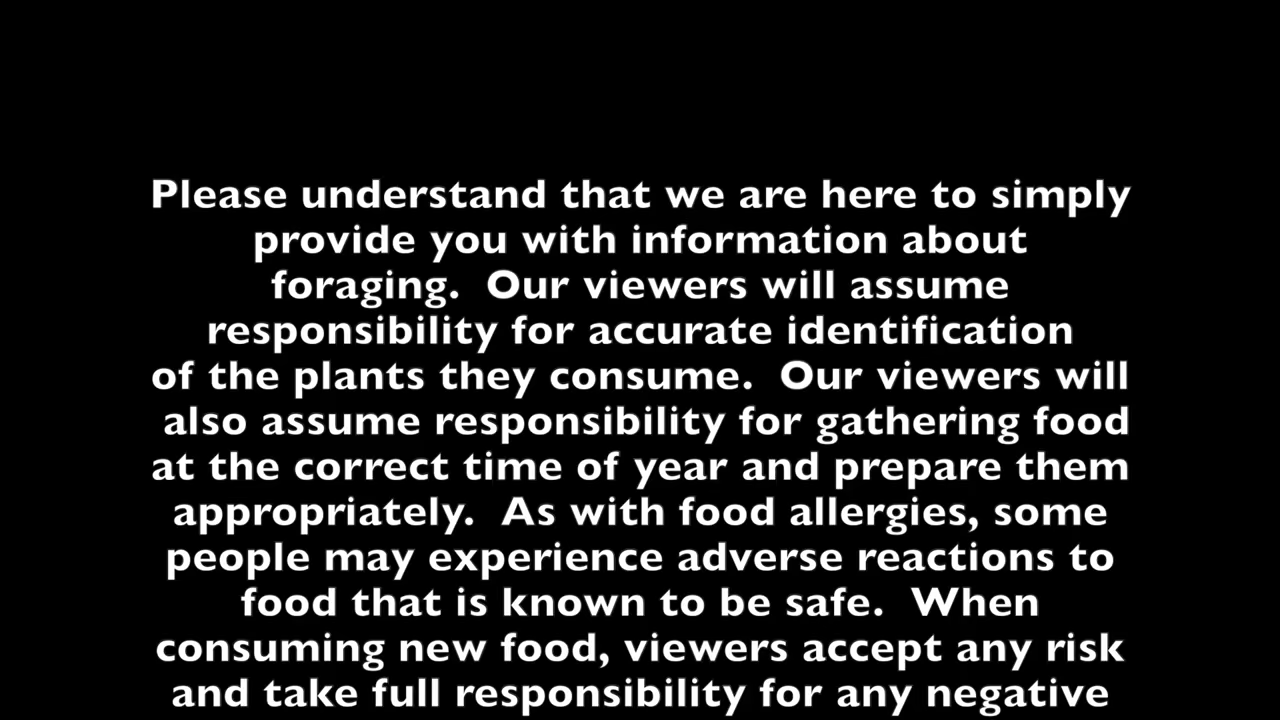 Please understand that we are here to simply
provide you with information about
foraging.  Our viewers will assume
responsibility for accurate identification
of the plants they consume.  Our viewers will
also assume responsibility for gathering food
at the correct time of year and prepare them
appropriately.  As with food allergies, some
people may experience adverse reactions to
food that is known to be safe.  When
consuming new food, viewers accept any risk
and take full responsibility for any negative